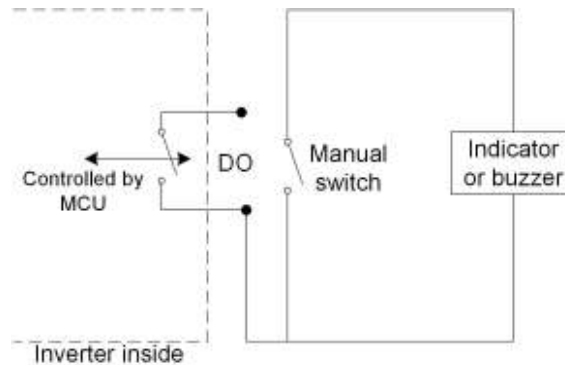 Controlled by
MCU
DO
Manual
switch
Indicator
or buzzer
Inverter inside